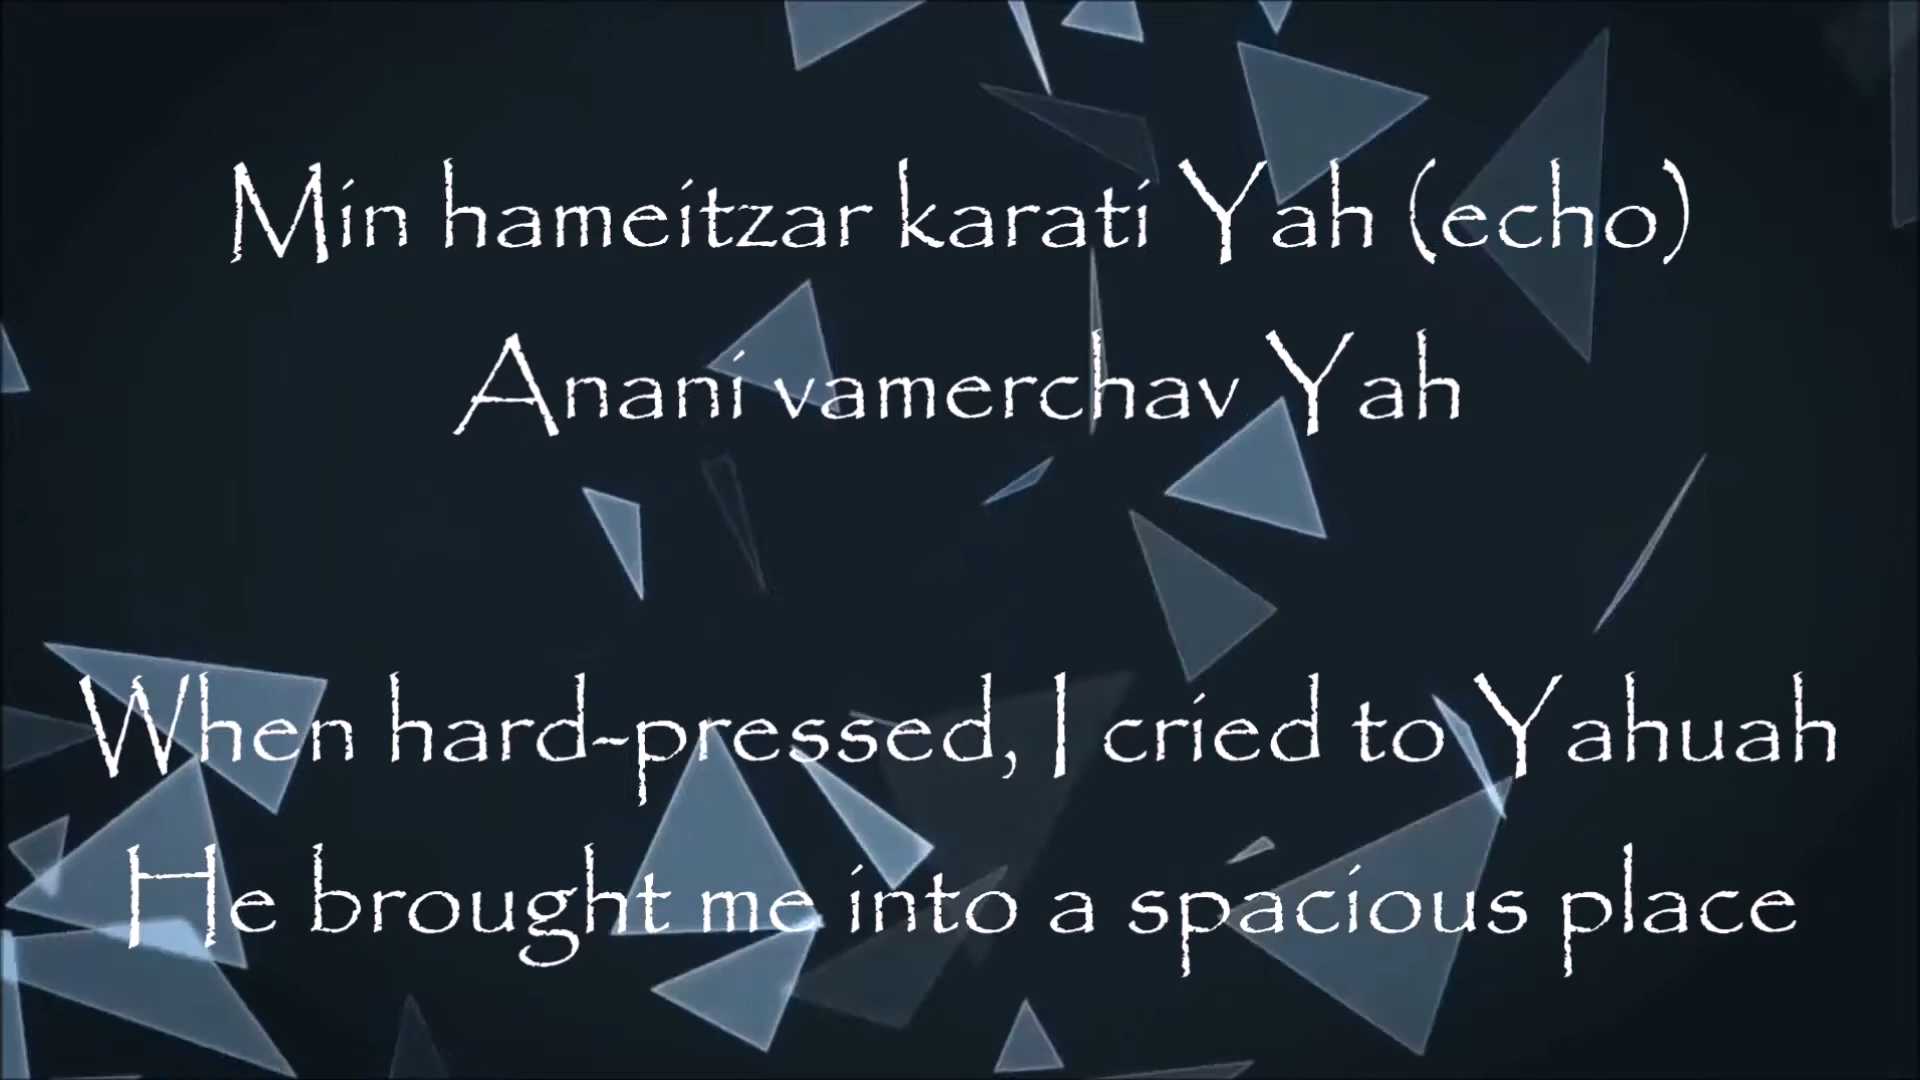 Min hameitzar karati Yah (echo)
Anani vamerchav Yah
When hard-pressed, I cried to Yahuah
He brought me into a spacious place